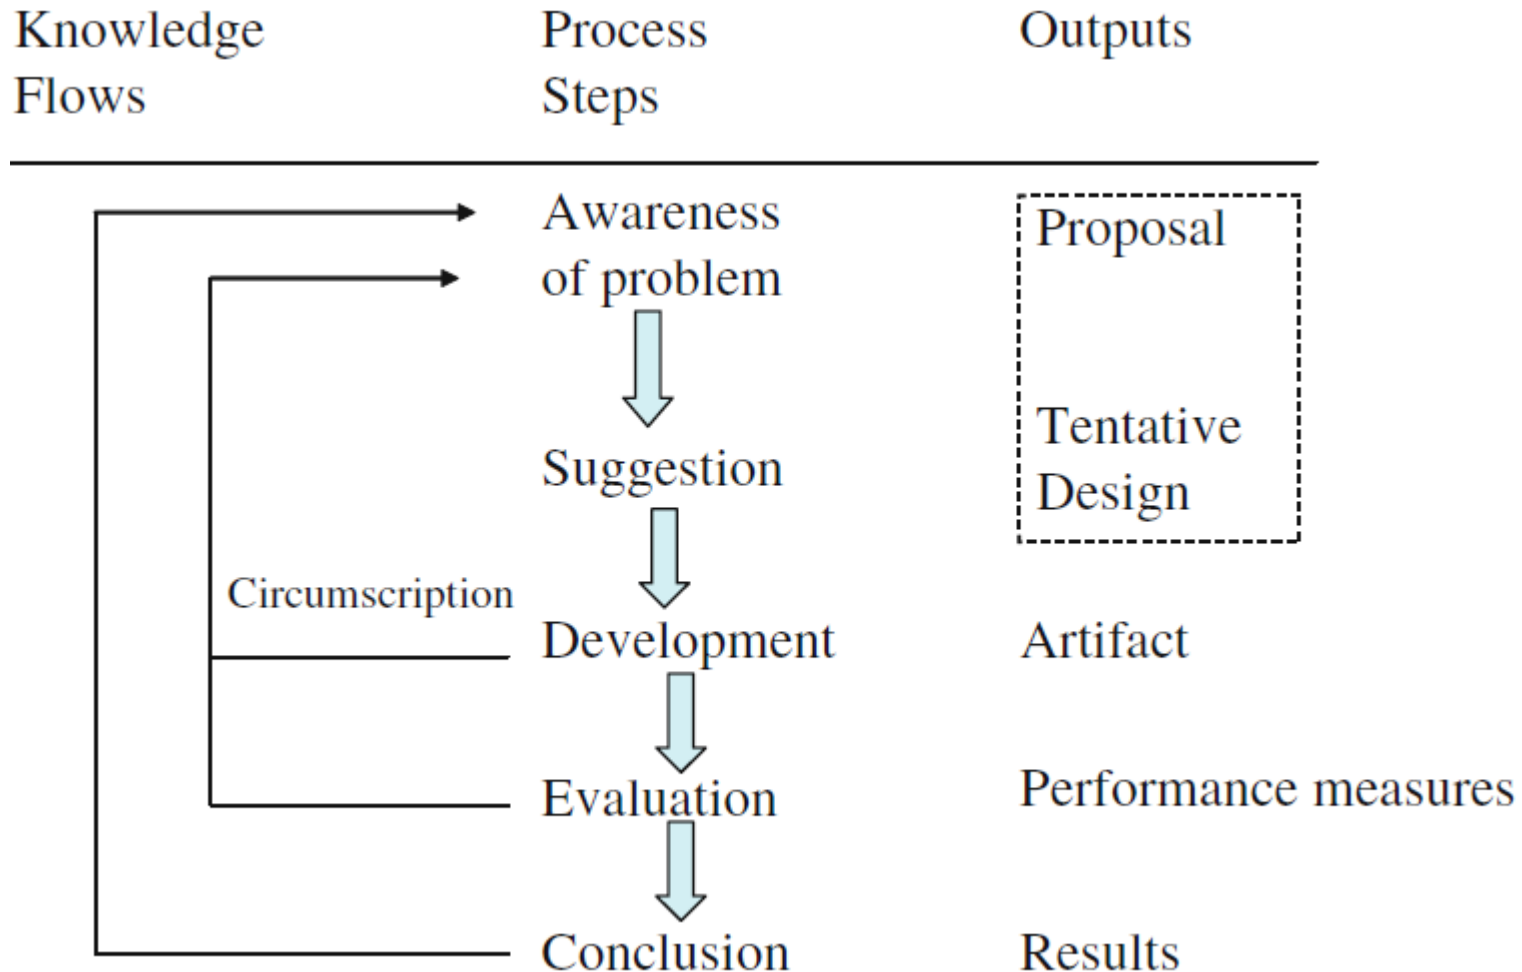 Knowledge Flows
Process Steps
Outputs
Awareness of problem
Proposal
Suggestion
Tentative Design
Circumscription
Development
Artifact
Evaluation
Performance measures
Conclusion
Results